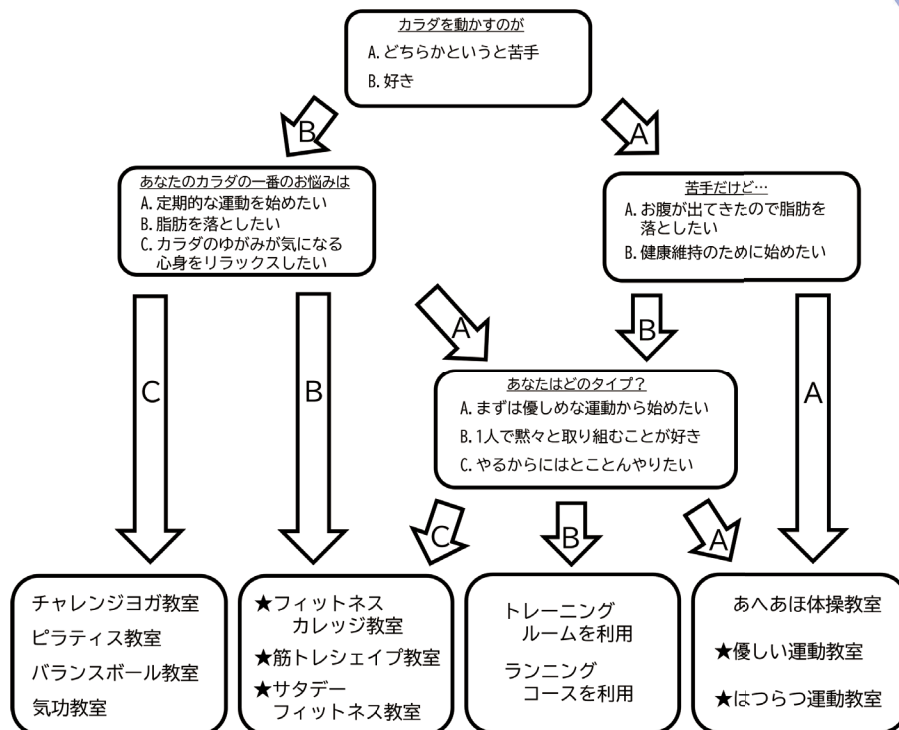 カラダを動かすのが
A. どちらかというと苦手
B. 好き
B
A
あなたのカラダの一番のお悩みは
A. 定期的な運動を始めたい
B. 脂肪を落としたい
C. カラダのゆがみが気になる
心身をリラックスしたい
苦手だけど…
A. お腹が出てきたので脂肪を
落としたい
B. 健康維持のために始めたい
C
B
A
B
A
あなたはどのタイプ？
A. まずは優しめな運動から始めたい
B. 1人で黙々と取り組むことが好き
C. やるからにはとことんやりたい
C
B
A
チャレンジヨガ教室
ピラティス教室
バランスボール教室
気功教室
★フィットネス
カレッジ教室
★筋トレシェイプ教室
★サタデー
フィットネス教室
トレーニング
ルームを利用
ランニング
コースを利用
あへあほ体操教室
★優しい運動教室
★はつらつ運動教室